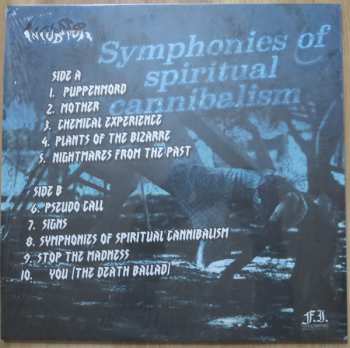 INCUBATOR
Symphonies of
spiritual
cannibalism
SIDE A
1. PUPPENMORD
2. MOTHER
3. CHEMICAL EXPERIENCE
4. PLANTS OF THE BIZARRE
5. NIGHTMARES FROM THE PAST
SIDE B
6. PSEUDO CALL
7. SIGNS
8. SYMPHONIES OF SPIRITUAL CANNIBALISM
9. STOP THE MADNESS
10. YOU (THE DEATH BALLAD)
F.I.